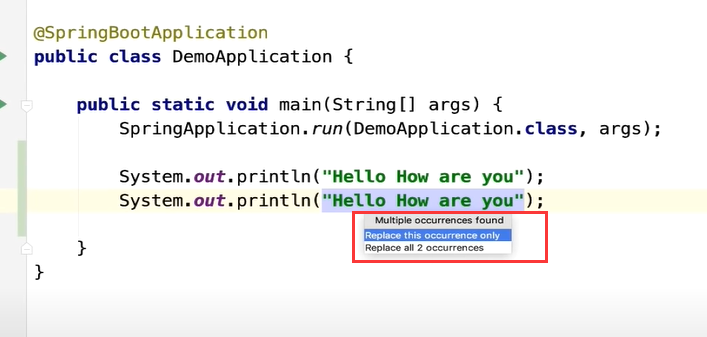 @SpringBootApplication
public class DemoApplication {
public static void main(String[] args) {
SpringApplication.run(DemoApplication.class, args);
System.out.println("Hello How are you");
System.out.println("Hello How are you");
Multiple occurrences found
Replace this occurrence only
Replace all 2 occurrences
}
}